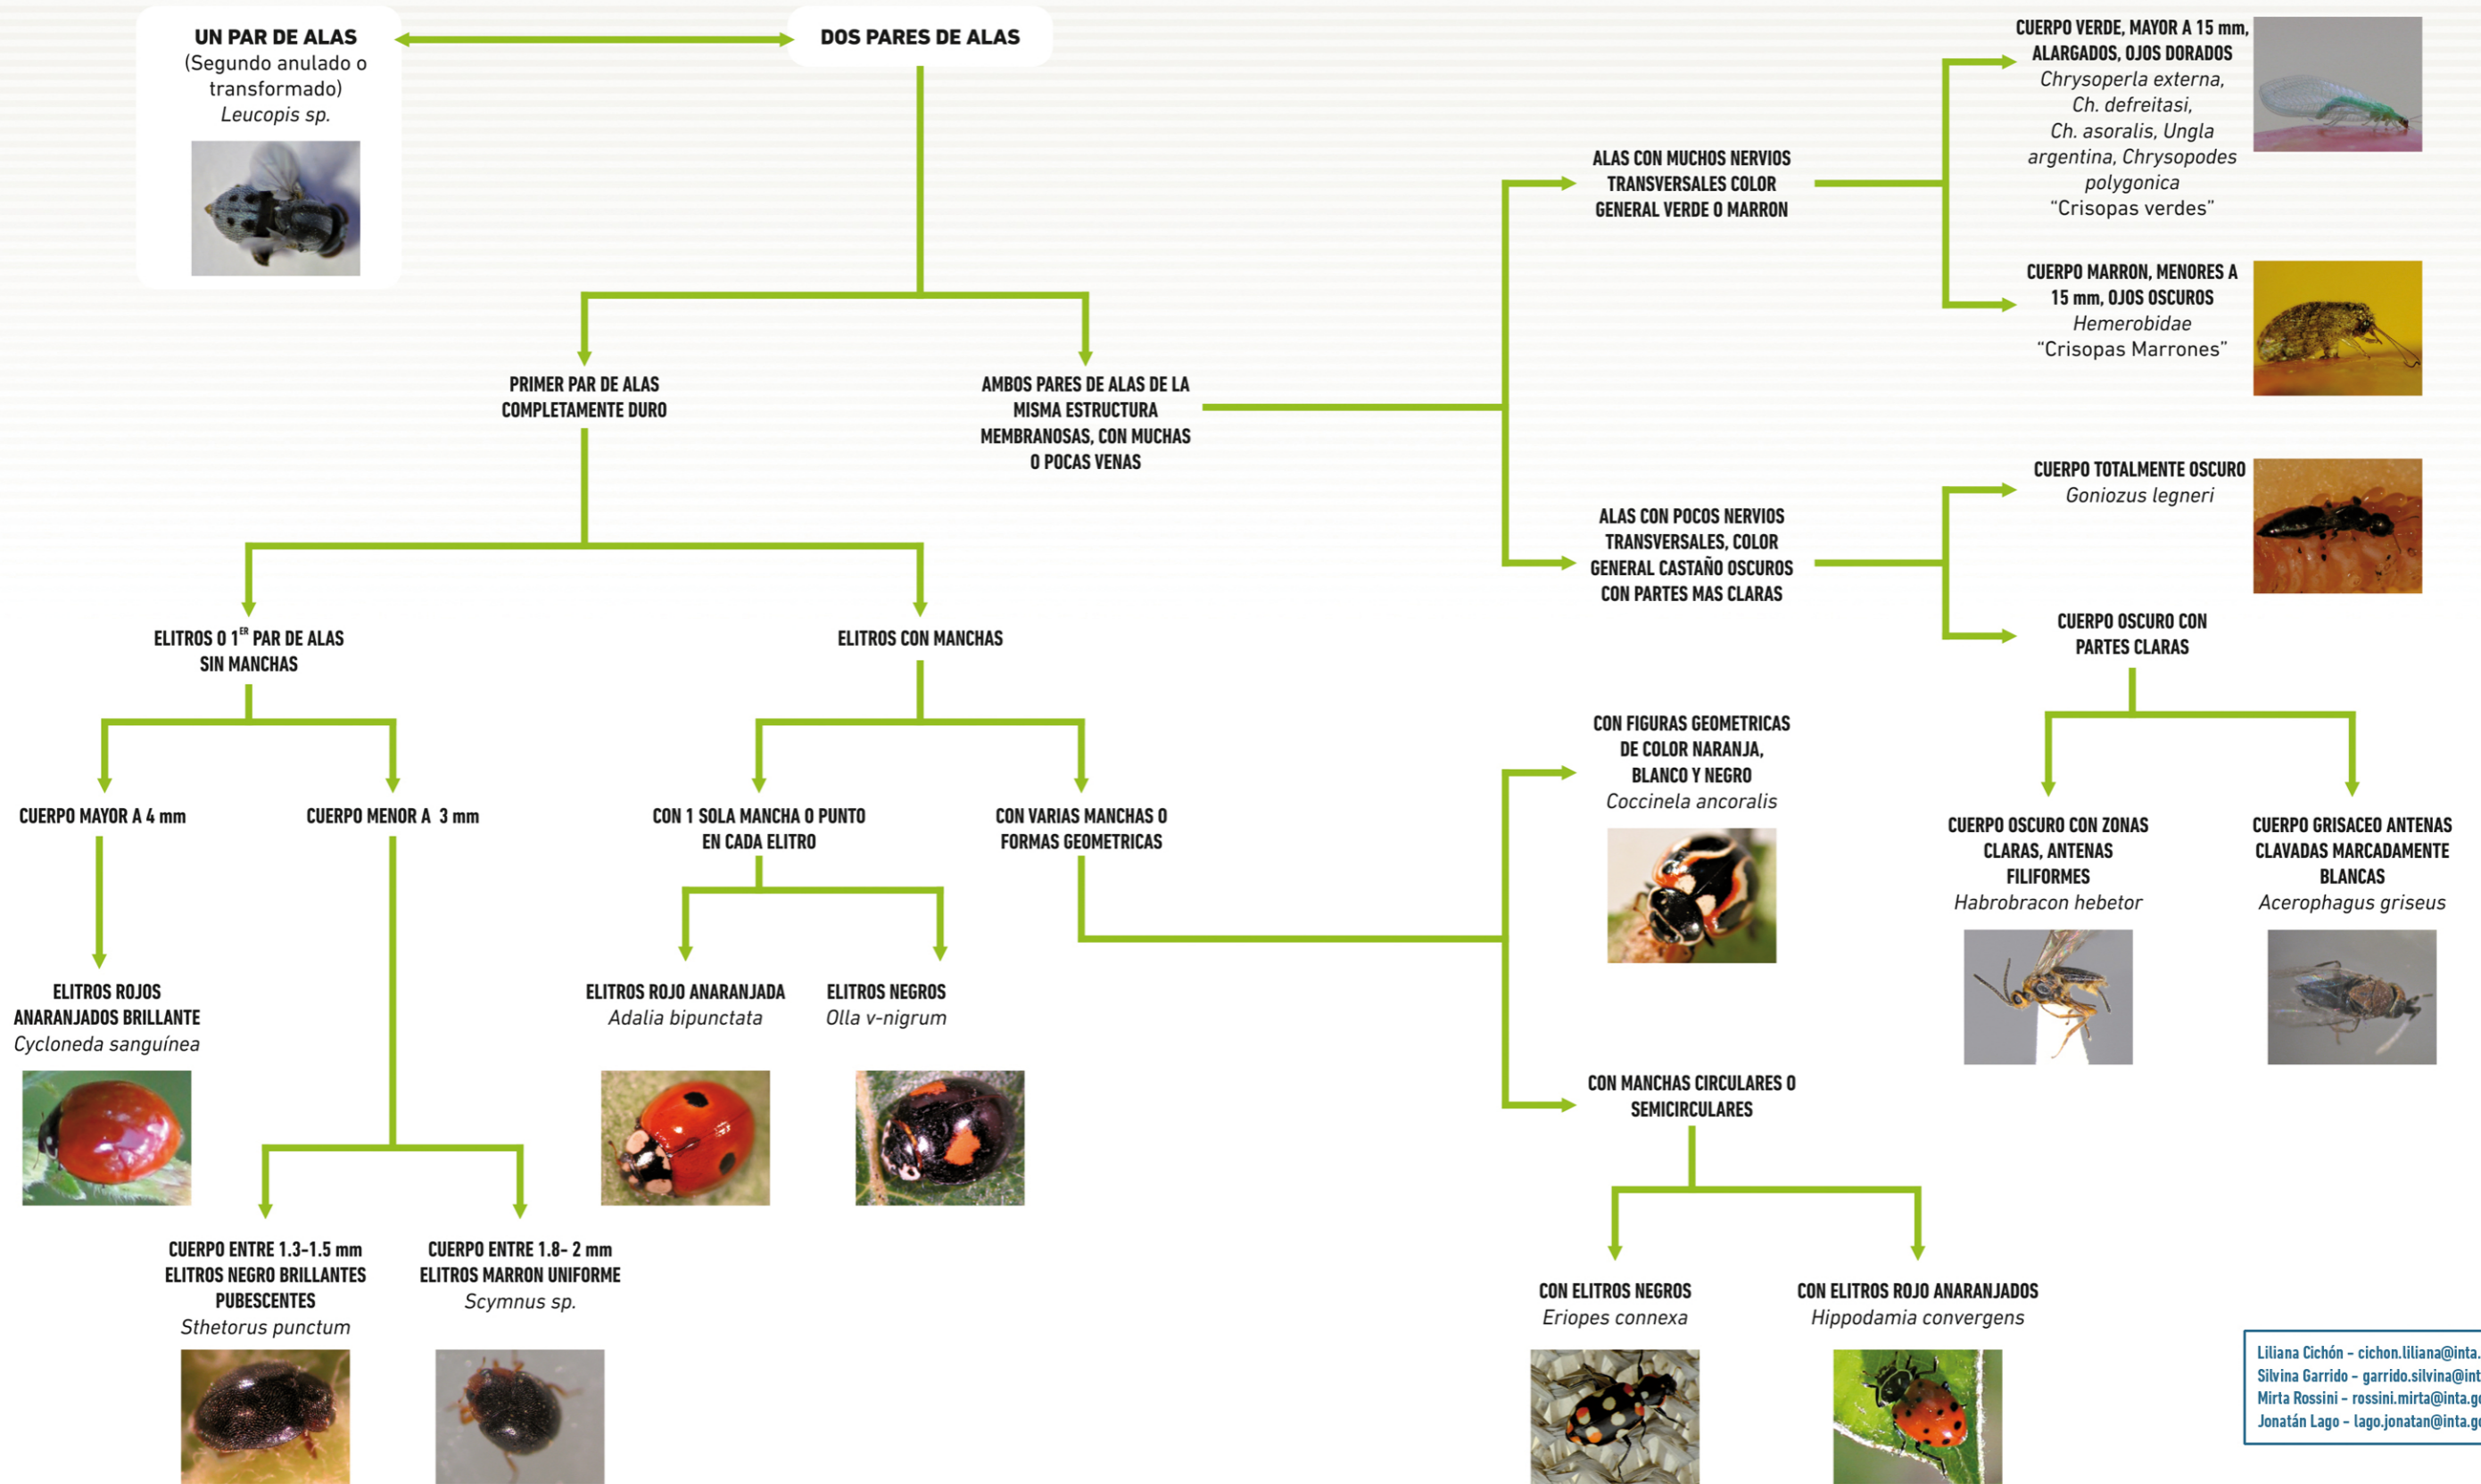 UN PAR DE ALAS
(Segundo anulado o
transformado)
Leucopis sp.
DOS PARES DE ALAS
PRIMER PAR DE ALAS
COMPLETAMENTE DURO
AMBOS PARES DE ALAS DE LA
MISMA ESTRUCTURA
MEMBRANOSAS, CON MUCHAS
O POCAS VENAS
ALAS CON MUCHOS NERVIOS
TRANSVERSALES COLOR
GENERAL VERDE O MARRON
CUERPO VERDE, MAYOR A 15 mm,
ALARGADOS, OJOS DORADOS
Chrysoperla externa,
Ch. defreitasi,
Ch. asoralis, Ungla
argentina, Chrysopodes
polygonica
“Crisopas verdes”
CUERPO MARRON, MENORES A
15 mm, OJOS OSCUROS
Hemerobidae
“Crisopas Marrones”
ALAS CON POCOS NERVIOS
TRANSVERSALES, COLOR
GENERAL CASTAÑO OSCUROS
CON PARTES MAS CLARAS
CUERPO TOTALMENTE OSCURO
Goniozus legneri
CUERPO OSCURO CON
PARTES CLARAS
CUERPO OSCURO CON ZONAS
CLARAS, ANTENAS
FILIFORMES
Habrobracon hebetor
CUERPO GRISACEO ANTENAS
CLAVADAS MARCADAMENTE
BLANCAS
Acerophagus griseus
ELITROS O 1ER PAR DE ALAS
SIN MANCHAS
ELITROS CON MANCHAS
CUERPO MAYOR A 4 mm
CUERPO MENOR A 3 mm
CON 1 SOLA MANCHA O PUNTO
EN CADA ELITRO
CON VARIAS MANCHAS O
FORMAS GEOMETRICAS
ELITROS ROJOS
ANARANJADOS BRILLANTE
Cycloneda sanguínea
CUERPO ENTRE 1.3-1.5 mm
ELITROS NEGRO BRILLANTES
PUBESCENTES
Sthetorus punctum
CUERPO ENTRE 1.8- 2 mm
ELITROS MARRON UNIFORME
Scymnus sp.
ELITROS ROJO ANARANJADA
Adalia bipunctata
ELITROS NEGROS
Olla v-nigrum
CON FIGURAS GEOMETRICAS
DE COLOR NARANJA,
BLANCO Y NEGRO
Coccinela ancoralis
CON MANCHAS CIRCULARES O
SEMICIRCULARES
CON ELITROS NEGROS
Eriopes connexa
CON ELITROS ROJO ANARANJADOS
Hippodamia convergens
Liliana Cichón - cichon.liliana@inta.
Silvina Garrido - garrido.silvina@int
Mirta Rossini - rossini.mirta@inta.go
Jonatán Lago - lago.jonatan@inta.go